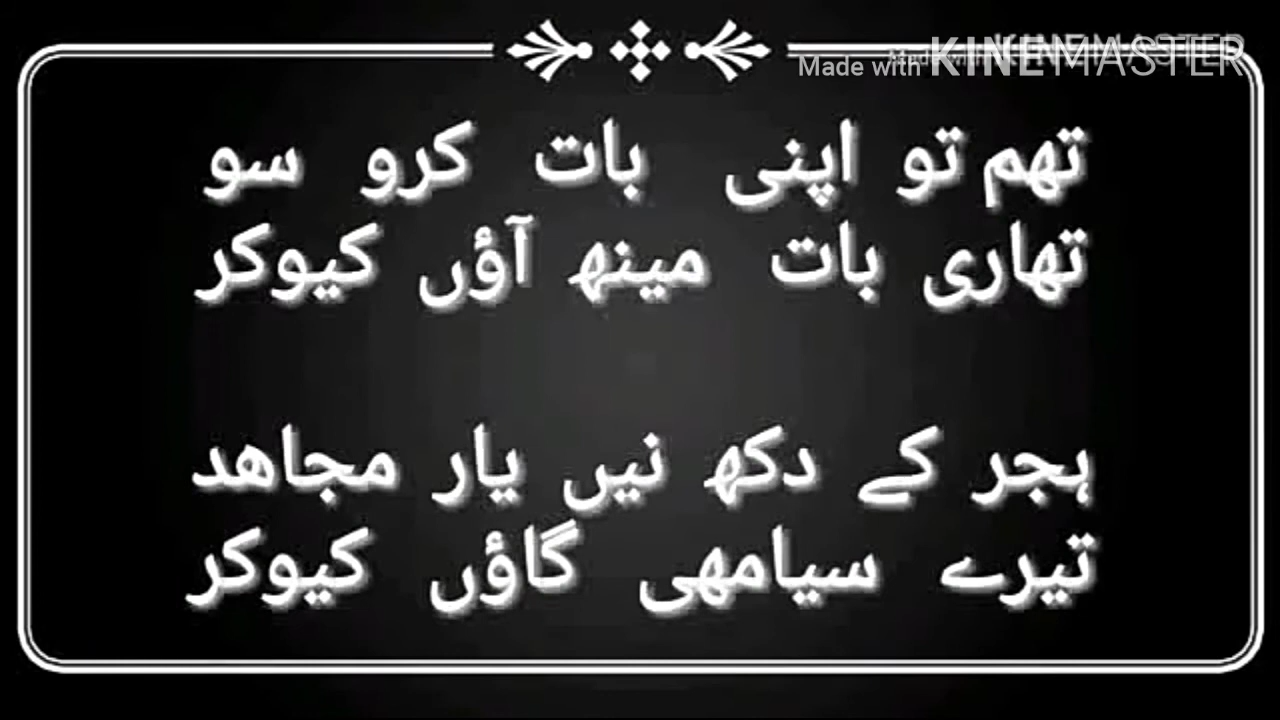 Made with KINEMASTER
تھم تو اپنی بات کرو سو
تھاری بات مینھ آؤں کیوکر
ہجر کے دکھ نیں یار مجاھد
تیرے سیامھی گاؤں کیوکر